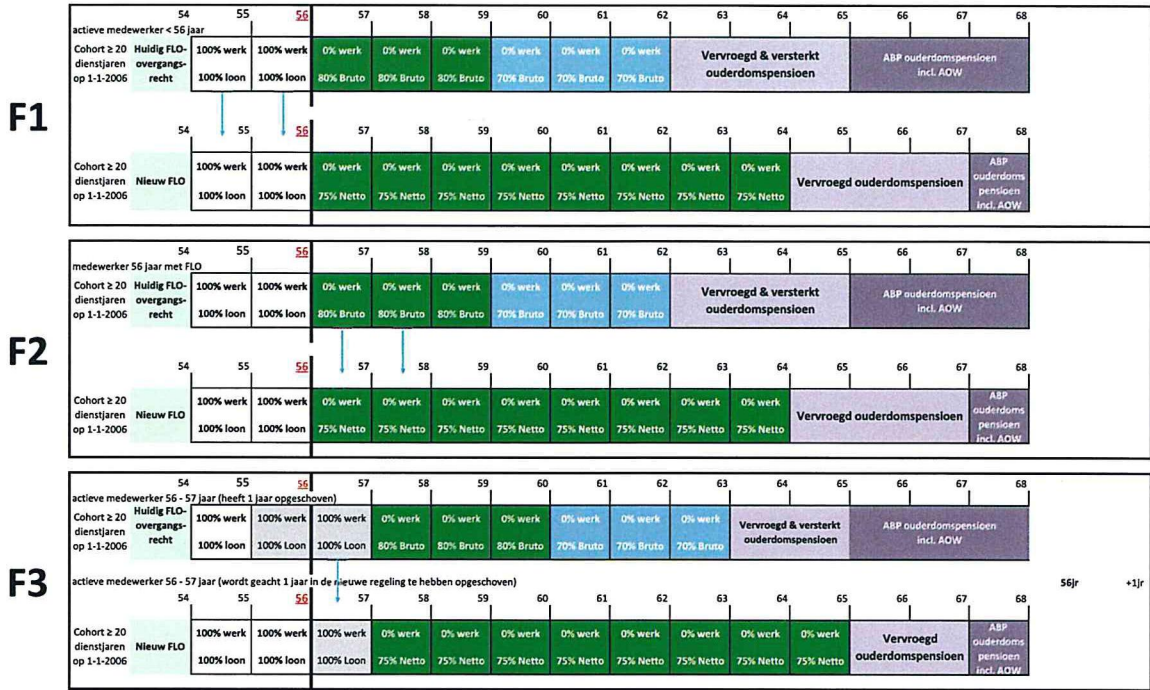 F1
54 55 56 57 58 59 60 61 62 63 64 65 66 67 68
actieve medewerker < 56 jaar
Cohort ≥ 20 Huidig FLO- 100% werk 100% werk 0% werk 0% werk 0% werk 0% werk 0% werk 0% werk Vervroegd & versterkt ABP ouderdomspensioen
dienstjaren overgangs- ouderdomspensioen incl. AOW
op 1-1-2006 recht 100% loon 100% loon 80% Bruto 80% Bruto 80% Bruto 70% Bruto 70% Bruto 70% Bruto
54 55 56 57 58 59 60 61 62 63 64 65 66 67 68
Cohort ≥ 20 100% werk 100% werk 0% werk 0% werk 0% werk 0% werk 0% werk 0% werk 0% werk 0% werk ABP
dienstjaren Nieuw FLO Vervroegd ouderdomspensioen ouderdoms
op 1-1-2006 100% loon 100% loon 75% Netto 75% Netto 75% Netto 75% Netto 75% Netto 75% Netto 75% Netto 75% Netto pensioen
incl. AOW
F2
54 55 56 57 58 59 60 61 62 63 64 65 66 67 68
medewerker 56 jaar met FLO
Cohort ≥ 20 Huidig FLO- 100% werk 100% werk 0% werk 0% werk 0% werk 0% werk 0% werk 0% werk Vervroegd & versterkt ABP ouderdomspensioen
dienstjaren overgangs- ouderdomspensioen incl. AOW
op 1-1-2006 recht 100% loon 100% loon 80% Bruto 80% Bruto 80% Bruto 70% Bruto 70% Bruto 70% Bruto
54 55 56 57 58 59 60 61 62 63 64 65 66 67 68
Cohort ≥ 20 100% werk 100% werk 0% werk 0% werk 0% werk 0% werk 0% werk 0% werk 0% werk 0% werk ABP
dienstjaren Nieuw FLO Vervroegd ouderdomspensioen ouderdoms
op 1-1-2006 100% loon 100% loon 75% Netto 75% Netto 75% Netto 75% Netto 75% Netto 75% Netto 75% Netto 75% Netto pensioen
incl. AOW
F3
54 55 56 57 58 59 60 61 62 63 64 65 66 67 68
actieve medewerker 56 - 57 jaar (heeft 1 jaar opgeschoven)
Cohort ≥ 20 Huidig FLO- 100% werk 100% werk 100% werk 0% werk 0% werk 0% werk 0% werk 0% werk 0% werk Vervroegd & versterkt ABP ouderdomspensioen
dienstjaren overgangs- ouderdomspensioen incl. AOW
op 1-1-2006 recht 100% loon 100% Loon 100% Loon 80% Bruto 80% Bruto 80% Bruto 70% Bruto 70% Bruto 70% Bruto
actieve medewerker 56 - 57 jaar (wordt geacht 1 jaar in de nieuwe regeling te hebben opgeschoven) 56jr +1jr
54 55 56 57 58 59 60 61 62 63 64 65 66 67 68
Cohort ≥ 20 100% werk 100% werk 100% werk 0% werk 0% werk 0% werk 0% werk 0% werk 0% werk 0% werk 0% werk Vervroegd ABP
dienstjaren Nieuw FLO ouderdomspensioen ouderdoms
op 1-1-2006 100% loon 100% loon 100% Loon 75% Netto 75% Netto 75% Netto 75% Netto 75% Netto 75% Netto 75% Netto 75% Netto pensioen
incl. AOW